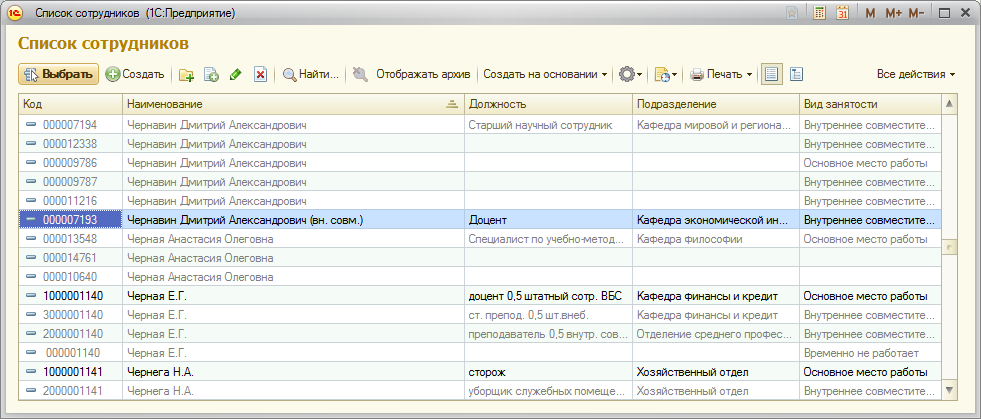 Список сотрудников (1С:Предприятие)
31 M M+ M-
Список сотрудников
Выбрать Создать Найти... Отображать архив Создать на основании Печать Все действия
Код Наименование Должность Подразделение Вид занятости
000007194 Чернавин Дмитрий Александрович Старший научный сотрудник Кафедра мировой и региона... Внутреннее совместите...
000012338 Чернавин Дмитрий Александрович Внутреннее совместите...
000009786 Чернавин Дмитрий Александрович Основное место работы
000009787 Чернавин Дмитрий Александрович Внутреннее совместите...
000011216 Чернавин Дмитрий Александрович Внутреннее совместите...
000007193 Чернавин Дмитрий Александрович (вн. совм.) Доцент Кафедра экономической ин... Внутреннее совместите...
000013548 Черная Анастасия Олеговна Специалист по учебно-метод... Кафедра философии Основное место работы
000014761 Черная Анастасия Олеговна
000010640 Черная Анастасия Олеговна
1000001140 Черная Е.Г. доцент 0,5 штатный сотр. ВБС Кафедра финансы и кредит Основное место работы
3000001140 Черная Е.Г. ст. препод. 0,5 шт.внеб. Кафедра финансы и кредит Внутреннее совместите...
2000001140 Черная Е.Г. преподаватель 0,5 внутр. сов... Отделение среднего профес... Внутреннее совместите...
000001140 Черная Е.Г. Временно не работает
1000001141 Чернега Н.А. сторож Хозяйственный отдел Основное место работы
2000001141 Чернега Н.А. уборщик служебных помеще... Хозяйственный отдел Внутреннее совместите...